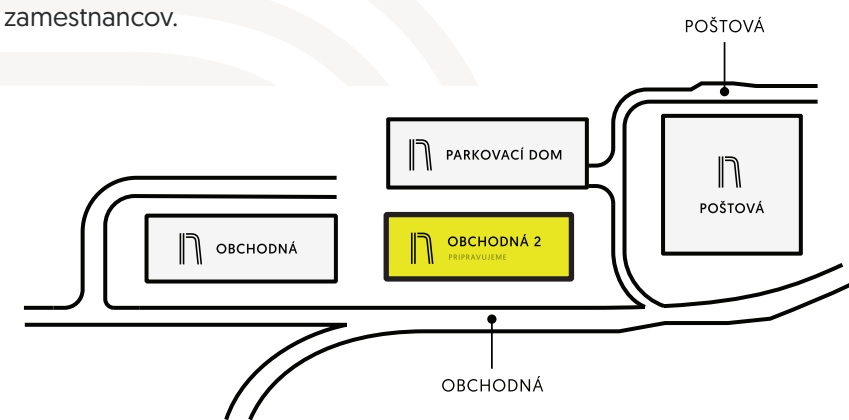 zamestnancov.
POŠTOVÁ
PARKOVACÍ DOM
POŠTOVÁ
OBCHODNÁ
OBCHODNÁ 2
PRIPRAVUJEME
OBCHODNÁ